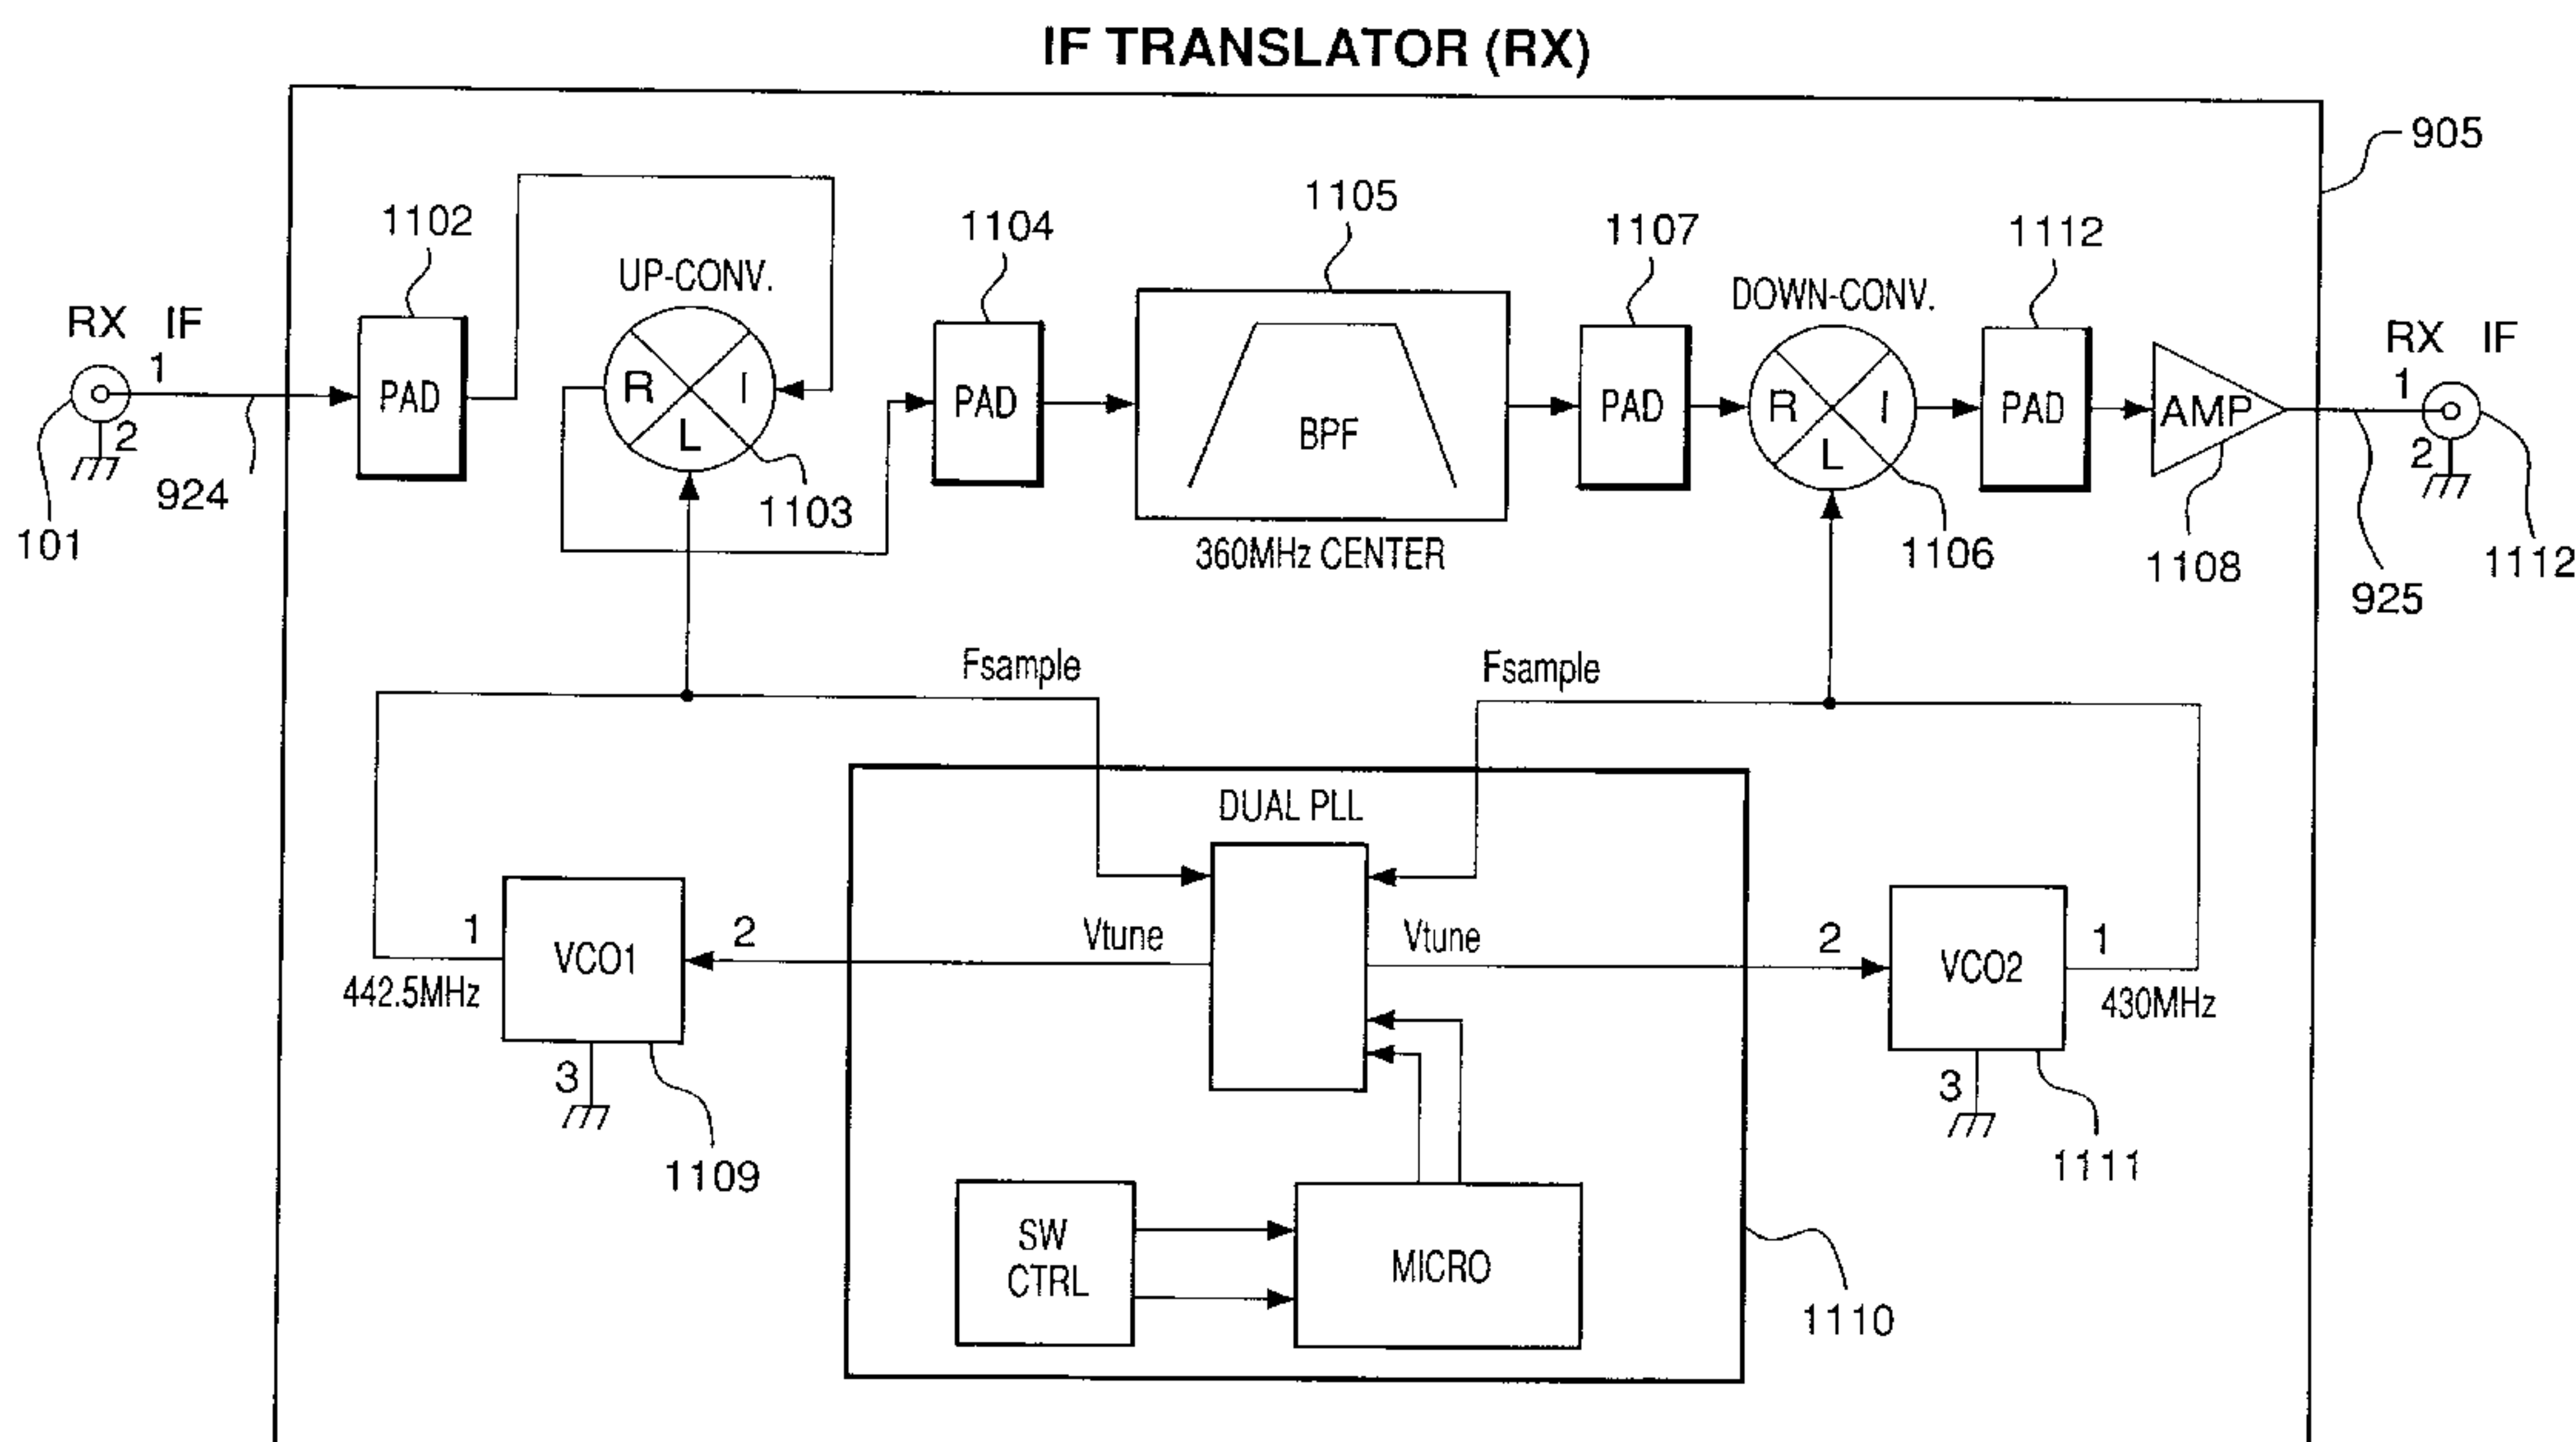 IF TRANSLATOR (RX)
905
1102
1104
1105
1107
1112
UP-CONV.
DOWN-CONV.
RX IF
RX IF
1
PAD
R
I
L
PAD
BPF
PAD
R
I
L
PAD
AMP
1
2
2
924
101
1103
360MHz CENTER
1106
1108
925
1112
Fsample
Fsample
DUAL PLL
1
VCO1
2
Vtune
Vtune
2
VCO2
1
442.5MHz
430MHz
3
3
1109
1111
SW
CTRL
MICRO
1110